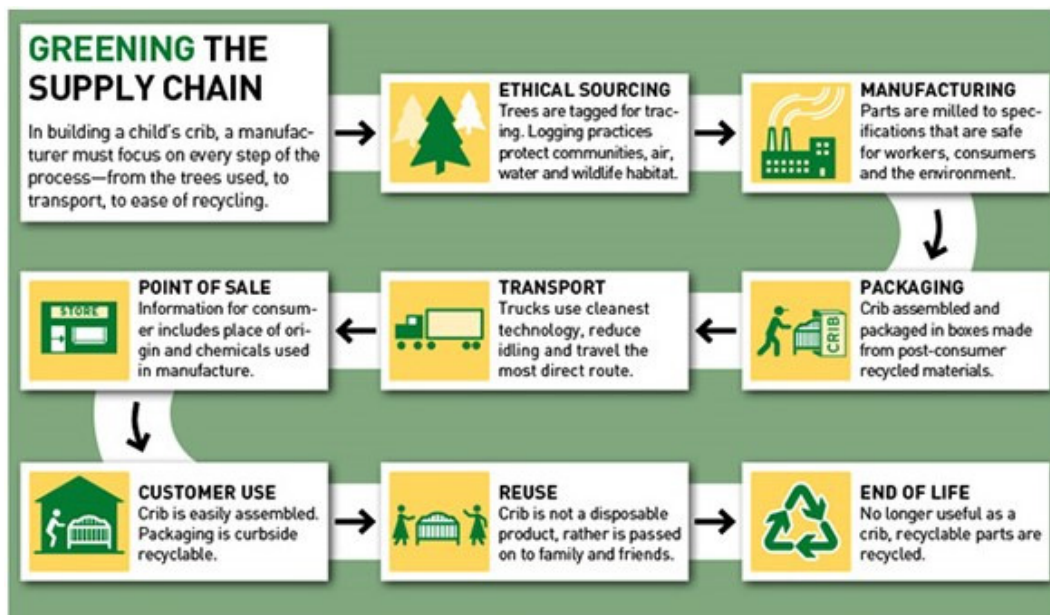 GREENING THE
SUPPLY CHAIN
In building a child's crib, a manufac-
turer must focus on every step of the
process—from the trees used, to
transport, to ease of recycling.
ETHICAL SOURCING
Trees are tagged for trac-
ing. Logging practices
protect communities, air,
water and wildlife habitat.
MANUFACTURING
Parts are milled to spec-
ifications that are safe
for workers, consumers
and the environment.
PACKAGING
Crib assembled and
packaged in boxes made
from post-consumer
recycled materials.
CRIB
TRANSPORT
Trucks use cleanest
technology, reduce
idling and travel the
most direct route.
POINT OF SALE
Information for consum-
er includes place of ori-
gin and chemicals used
in manufacture.
STORE
CUSTOMER USE
Crib is easily assembled.
Packaging is curbside
recyclable.
REUSE
Crib is not a disposable
product, rather is passed
on to family and friends.
END OF LIFE
No longer useful as a
crib, recyclable parts are
recycled.